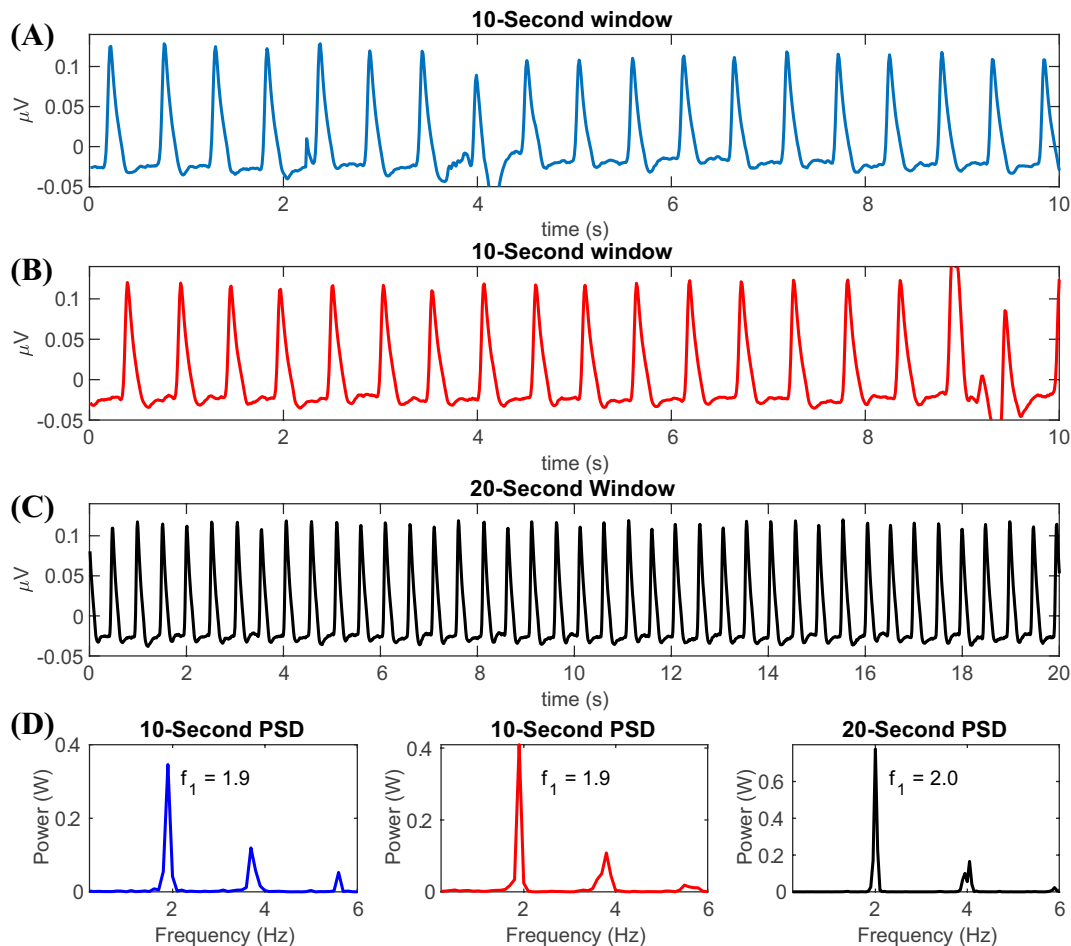 (A)
10-Second window
μV
0.1
0.05
0
-0.05
0 2 4 6 8 10
time (s)
(B)
10-Second window
μV
0.1
0.05
0
-0.05
0 2 4 6 8 10
time (s)
(C)
20-Second Window
μV
0.1
0.05
0
-0.05
0 2 4 6 8 10 12 14 16 18 20
time (s)
(D)
10-Second PSD
Power (W)
0.4
0.2
0
f_1 = 1.9
2 4 6
Frequency (Hz)
10-Second PSD
Power (W)
0.4
0.2
0
f_1 = 1.9
2 4 6
Frequency (Hz)
20-Second PSD
Power (W)
0.6
0.4
0.2
0
f_1 = 2.0
2 4 6
Frequency (Hz)